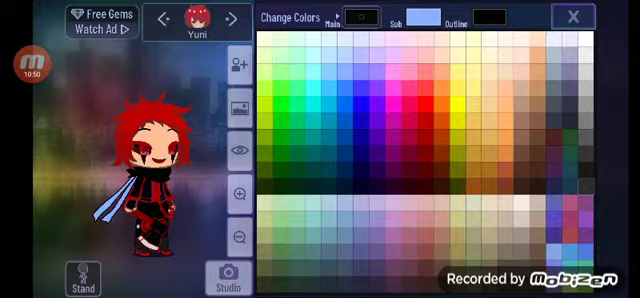 Free Gems
Watch Ad
Yuni
Change Colors
Main
Sub
Outline
X
10:50
Stand
Studio
Recorded by
MOBIZEN